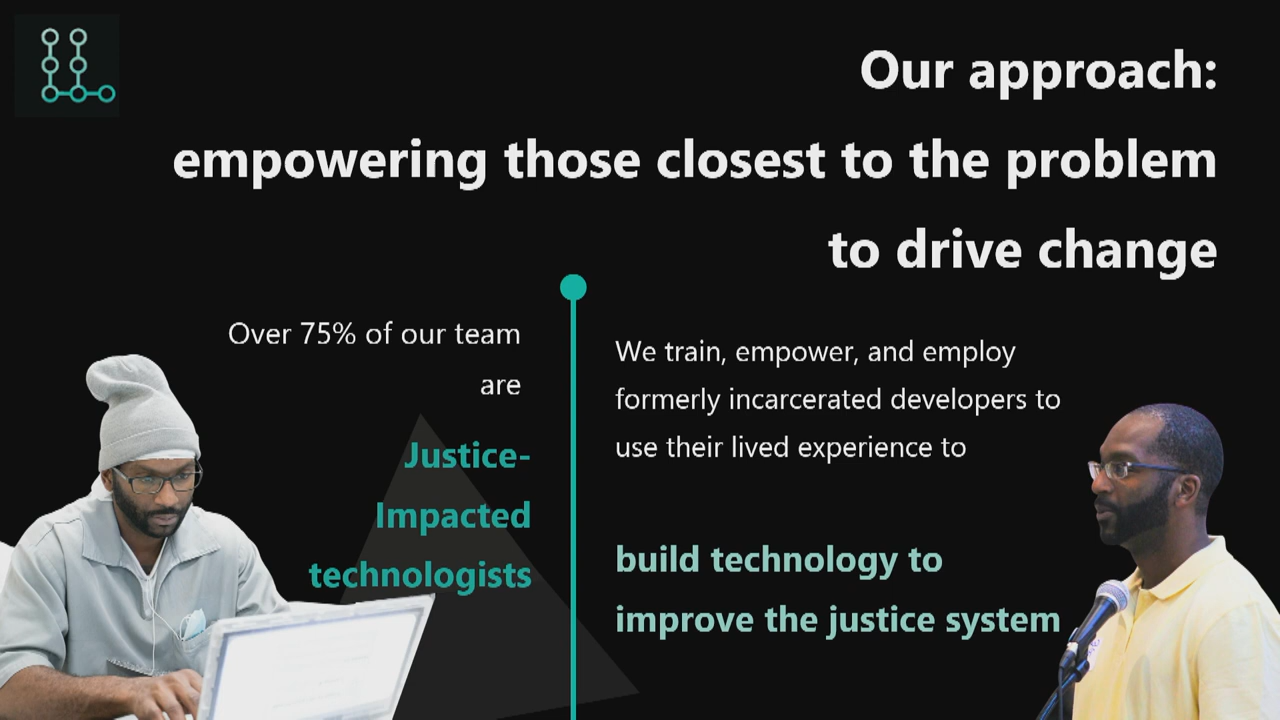 Our approach:
empowering those closest to the problem
to drive change
Over 75% of our team
are
Justice-
Impacted
technologists
We train, empower, and employ
formerly incarcerated developers to
use their lived experience to
build technology to
improve the justice system